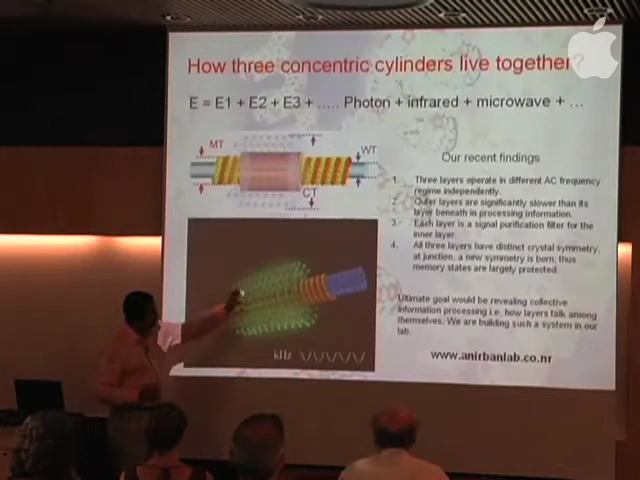 How three concentric cylinders live together?
E = E1 + E2 + E3 + ..... Photon + infrared + microwave + ...
MT
WT
CT
Our recent findings
1. Three layers operate in different AC frequency
regime independently.
2. Outer layers are significantly slower than its
layer beneath in processing information.
3. Each layer is a signal purification filter for the
inner layer.
4. All three layers have distinct crystal symmetry,
at junction, a new symmetry is born, thus
memory states are largely protected.
Ultimate goal would be revealing collective
information processing i.e. how layers talk among
themselves. We are building such a system in our
lab.
kHz
www.anirbanlab.co.nr